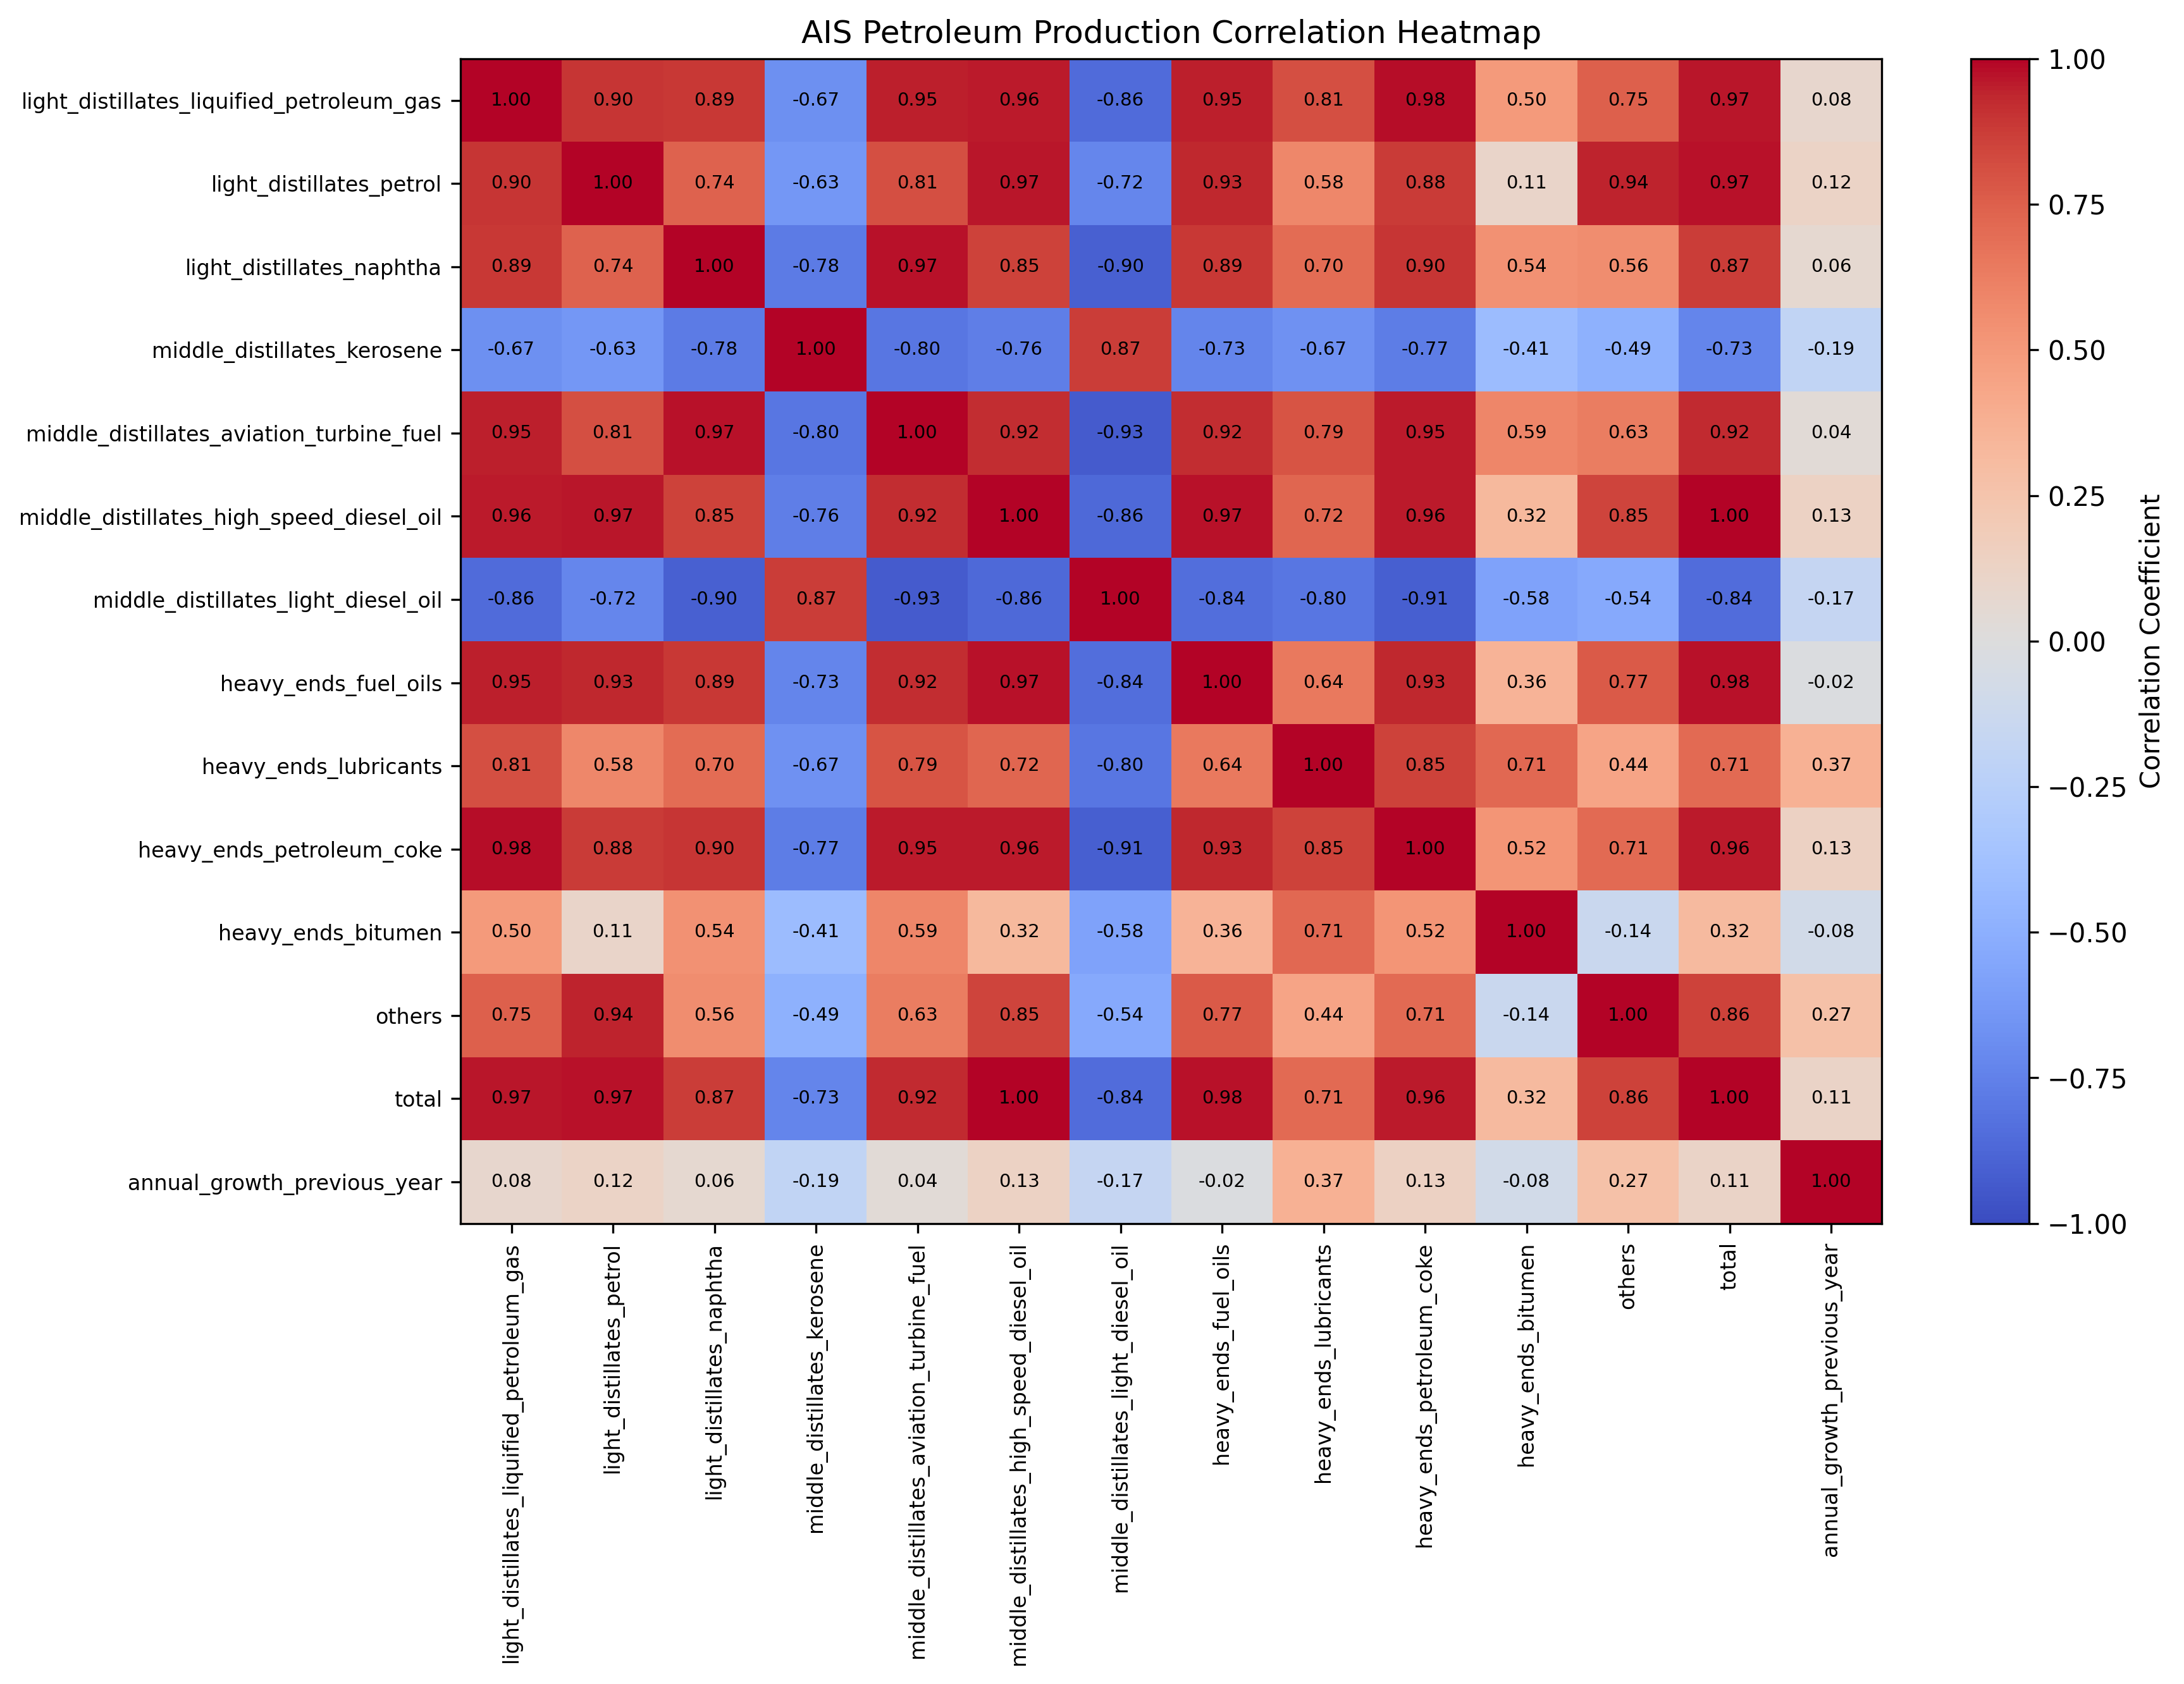 AIS Petroleum Production Correlation Heatmap
light_distillates_liquified_petroleum_gas 1.00 0.90 0.89 -0.67 0.95 0.96 -0.86 0.95 0.81 0.98 0.50 0.75 0.97 0.08
light_distillates_petrol 0.90 1.00 0.74 -0.63 0.81 0.97 -0.72 0.93 0.58 0.88 0.11 0.94 0.97 0.12
light_distillates_naphtha 0.89 0.74 1.00 -0.78 0.97 0.85 -0.90 0.89 0.70 0.90 0.54 0.56 0.87 0.06
middle_distillates_kerosene -0.67 -0.63 -0.78 1.00 -0.80 -0.76 0.87 -0.73 -0.67 -0.77 -0.41 -0.49 -0.73 -0.19
middle_distillates_aviation_turbine_fuel 0.95 0.81 0.97 -0.80 1.00 0.92 -0.93 0.92 0.79 0.95 0.59 0.63 0.92 0.04
middle_distillates_high_speed_diesel_oil 0.96 0.97 0.85 -0.76 0.92 1.00 -0.86 0.97 0.72 0.96 0.32 0.85 1.00 0.13
middle_distillates_light_diesel_oil -0.86 -0.72 -0.90 0.87 -0.93 -0.86 1.00 -0.84 -0.80 -0.91 -0.58 -0.54 -0.84 -0.17
heavy_ends_fuel_oils 0.95 0.93 0.89 -0.73 0.92 0.97 -0.84 1.00 0.64 0.93 0.36 0.77 0.98 -0.02
heavy_ends_lubricants 0.81 0.58 0.70 -0.67 0.79 0.72 -0.80 0.64 1.00 0.85 0.71 0.44 0.71 0.37
heavy_ends_petroleum_coke 0.98 0.88 0.90 -0.77 0.95 0.96 -0.91 0.93 0.85 1.00 0.52 0.71 0.96 0.13
heavy_ends_bitumen 0.50 0.11 0.54 -0.41 0.59 0.32 -0.58 0.36 0.71 0.52 1.00 -0.14 0.32 -0.08
others 0.75 0.94 0.56 -0.49 0.63 0.85 -0.54 0.77 0.44 0.71 -0.14 1.00 0.86 0.27
total 0.97 0.97 0.87 -0.73 0.92 1.00 -0.84 0.98 0.71 0.96 0.32 0.86 1.00 0.11
annual_growth_previous_year 0.08 0.12 0.06 -0.19 0.04 0.13 -0.17 -0.02 0.37 0.13 -0.08 0.27 0.11 1.00
light_distillates_liquified_petroleum_gas
light_distillates_petrol
light_distillates_naphtha
middle_distillates_kerosene
middle_distillates_aviation_turbine_fuel
middle_distillates_high_speed_diesel_oil
middle_distillates_light_diesel_oil
heavy_ends_fuel_oils
heavy_ends_lubricants
heavy_ends_petroleum_coke
heavy_ends_bitumen
others
total
annual_growth_previous_year
1.00
0.75
0.50
0.25
0.00
−0.25
−0.50
−0.75
−1.00
Correlation Coefficient